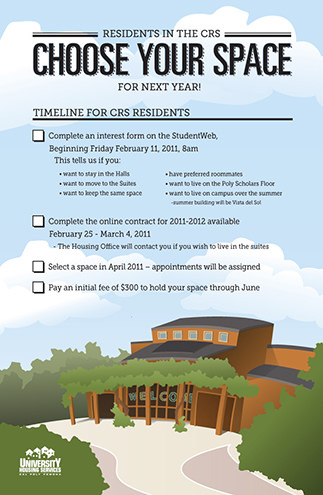 RESIDENTS IN THE CRS
CHOOSE YOUR SPACE
FOR NEXT YEAR!
TIMELINE FOR CRS RESIDENTS
Complete an interest form on the StudentWeb,
Beginning Friday February 11, 2011, 8am
This tells us if you:
• want to stay in the Halls
• want to move to the Suites
• want to keep the same space
• have preferred roommates
• want to live on the Poly Scholars Floor
• want to live on campus over the summer
-summer building will be Vista del Sol
Complete the online contract for 2011-2012 available
February 25 - March 4, 2011
- The Housing Office will contact you if you wish to live in the suites
Select a space in April 2011 – appointments will be assigned
Pay an initial fee of $300 to hold your space through June
WELCOME
UNIVERSITY
HOUSING SERVICES
CAL POLY POMONA